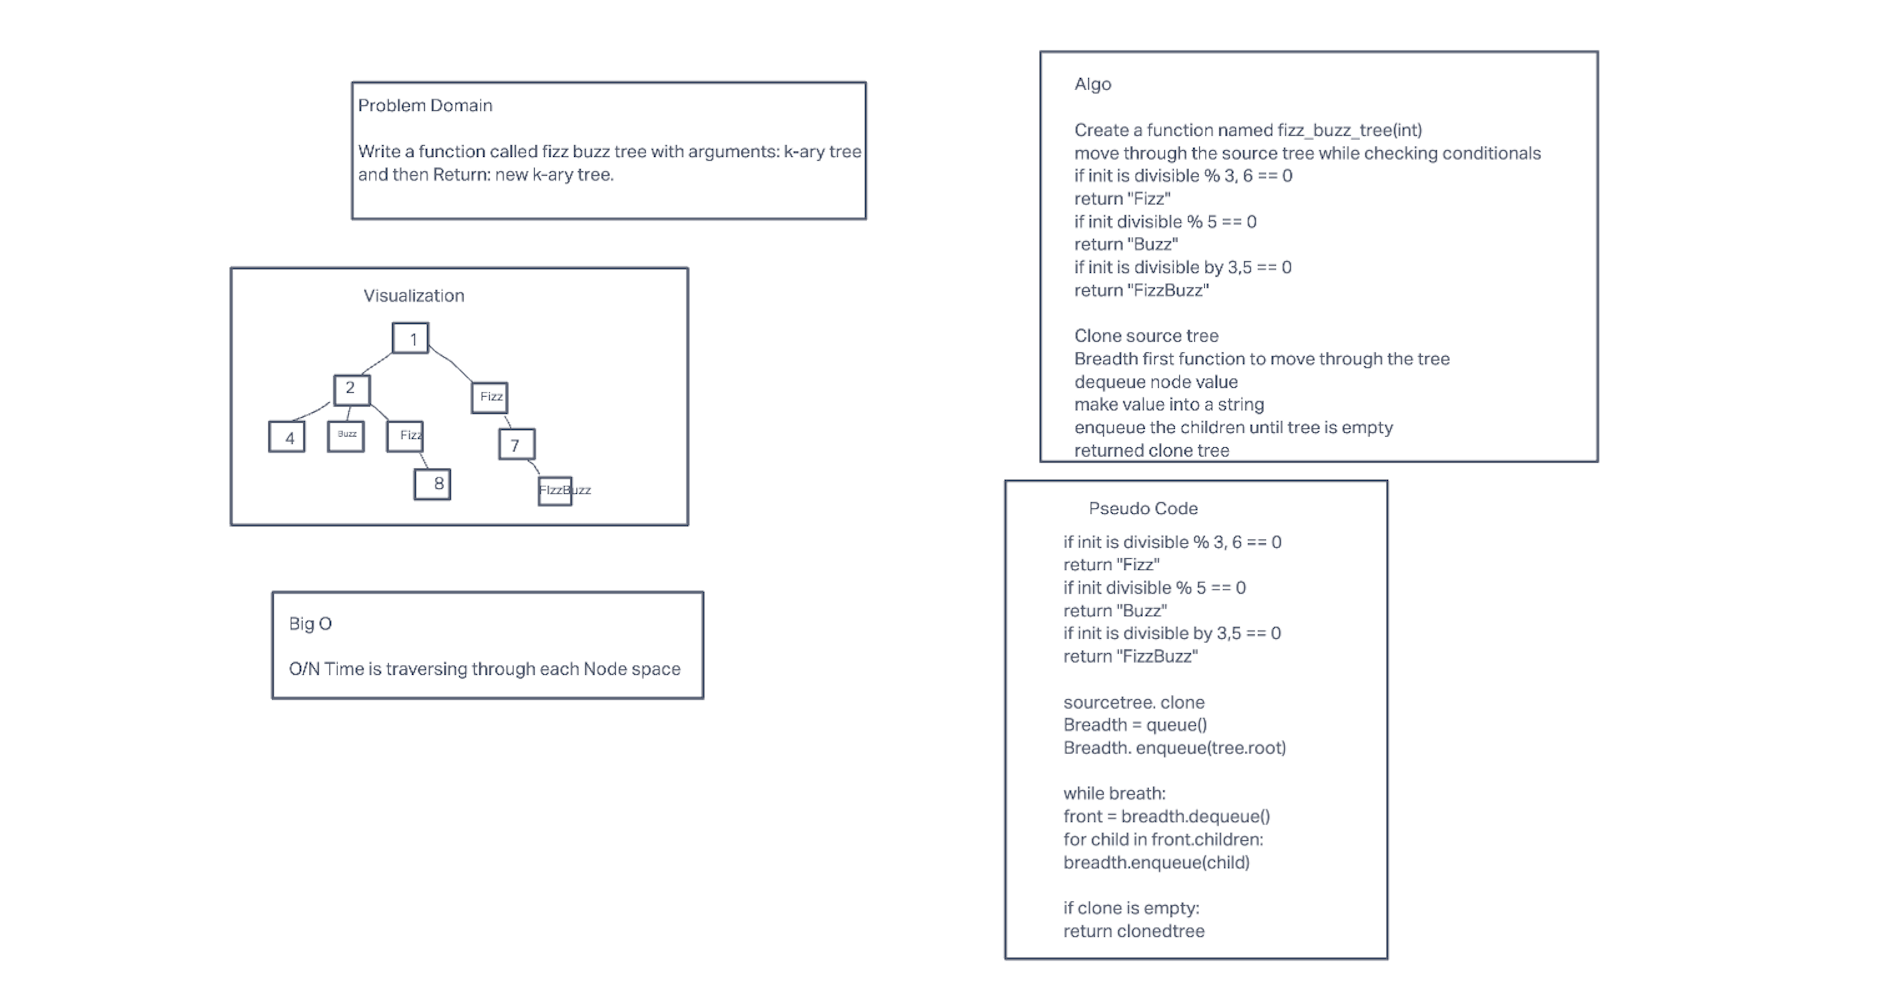 Problem Domain
Write a function called fizz buzz tree with arguments: k-ary tree
and then Return: new k-ary tree.
Visualization
1
2
Fizz
4
Buzz
Fizz
7
8
FIzzBuzz
Big O
O/N Time is traversing through each Node space
Algo
Create a function named fizz_buzz_tree(int)
move through the source tree while checking conditionals
if init is divisible % 3, 6 == 0
return "Fizz"
if init divisible % 5 == 0
return "Buzz"
if init is divisible by 3,5 == 0
return "FizzBuzz"
Clone source tree
Breadth first function to move through the tree
dequeue node value
make value into a string
enqueue the children until tree is empty
returned clone tree
Pseudo Code
if init is divisible % 3, 6 == 0
return "Fizz"
if init divisible % 5 == 0
return "Buzz"
if init is divisible by 3,5 == 0
return "FizzBuzz"
sourcetree. clone
Breadth = queue()
Breadth. enqueue(tree.root)
while breath:
front = breadth.dequeue()
for child in front.children:
breadth.enqueue(child)
if clone is empty:
return clonedtree